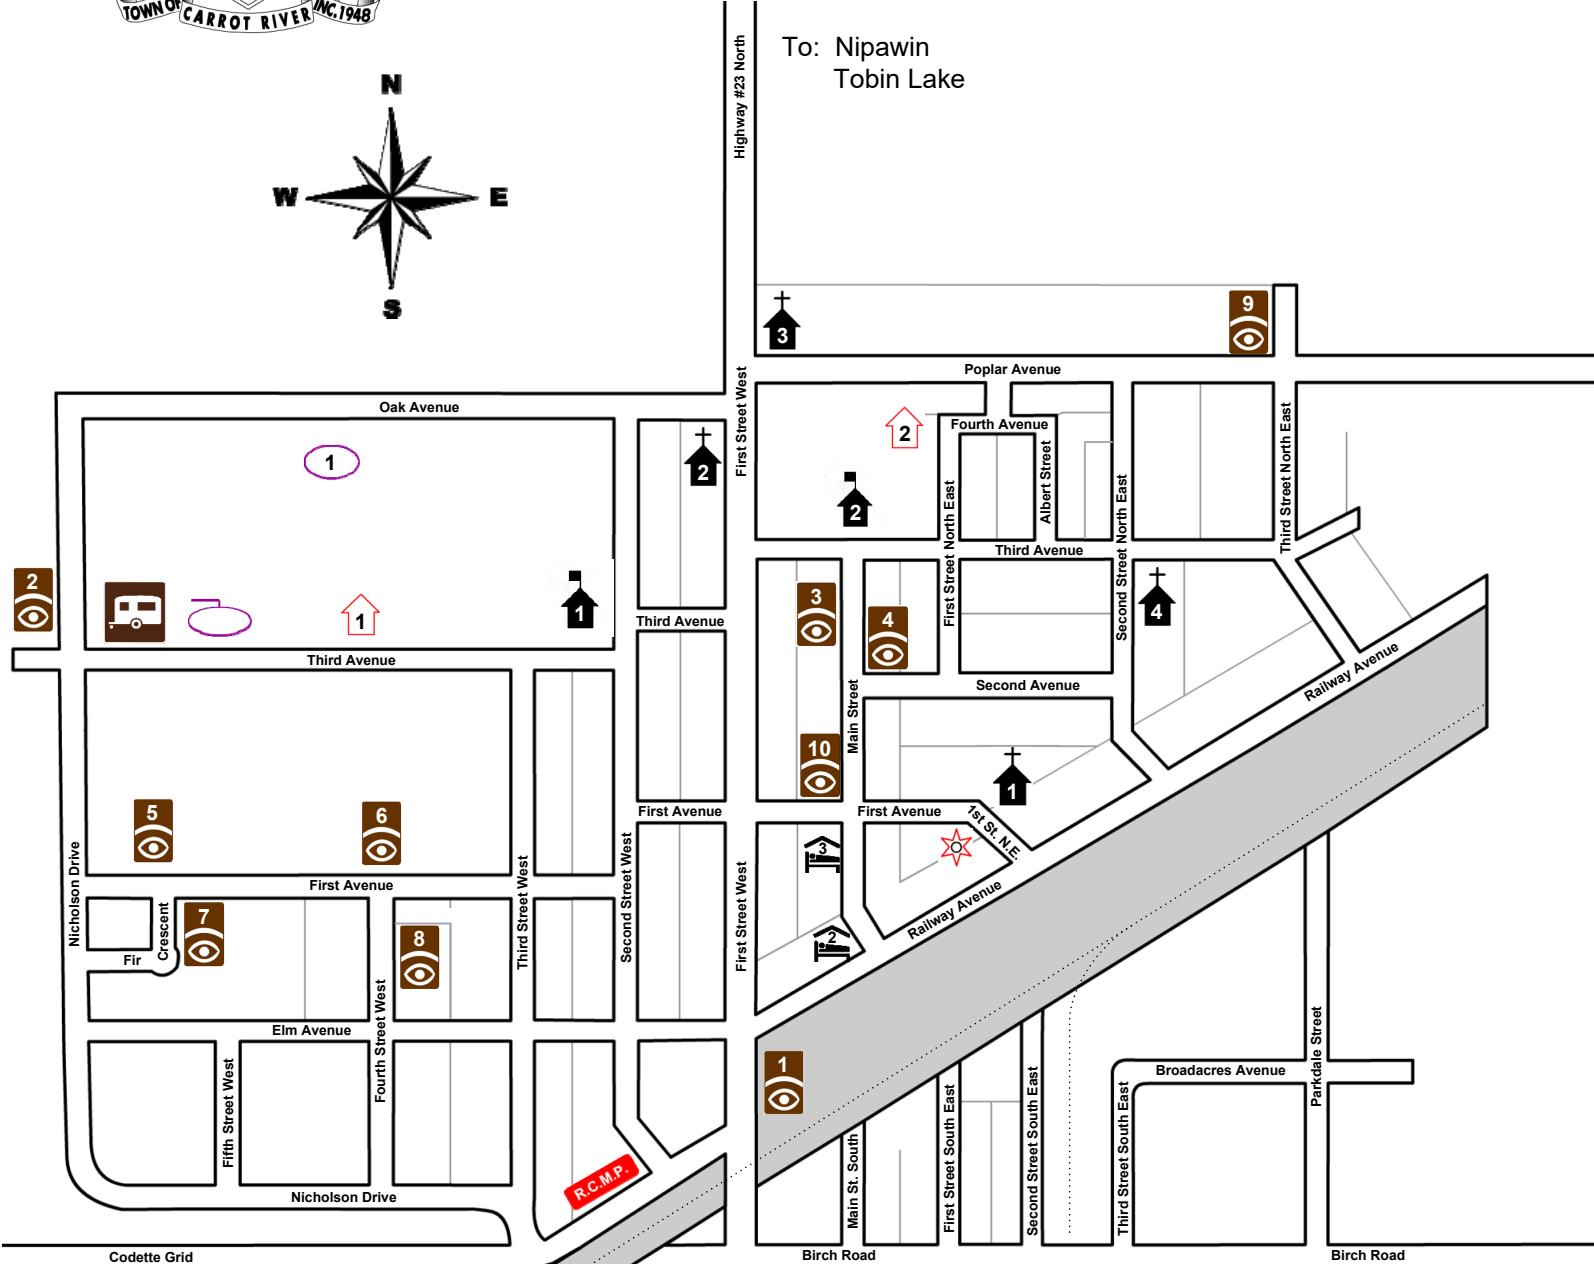 TOWN OF
CARROT RIVER
INC. 1948
N
W
E
S
Highway #23 North
To: Nipawin
Tobin Lake
3
9
Poplar Avenue
Oak Avenue
First Street West
1
2
2
Fourth Avenue
Albert Street
Third Street North East
2
First Street North East
Second Street North East
Third Avenue
2
1
1
3
4
4
Third Avenue
Third Avenue
Second Avenue
Railway Avenue
Main Street
10
1
5
6
First Avenue
First Avenue
1st St. N.E.
3
First Avenue
Nicholson Drive
Third Street West
Second Street West
First Street West
Railway Avenue
7
Crescent
Fir
8
2
Elm Avenue
Fourth Street West
Fifth Street West
1
Parkdale Street
Broadacres Avenue
R.C.M.P.
Main St. South
First Street South East
Second Street South East
Third Street South East
Nicholson Drive
Codette Grid
Birch Road
Birch Road